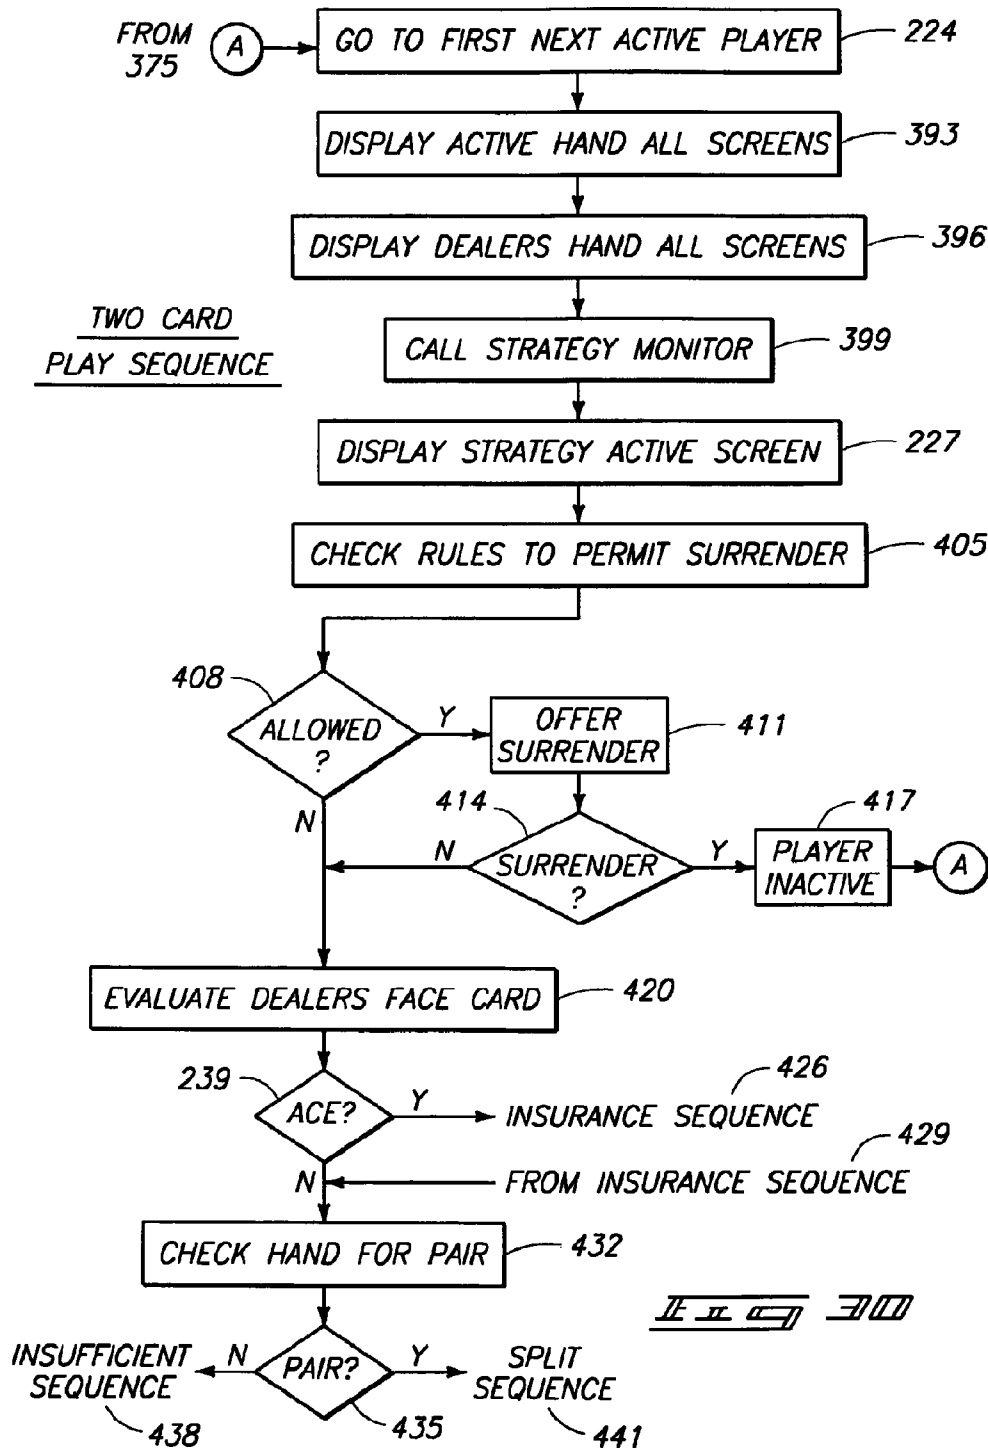 FROM
375
A
GO TO FIRST NEXT ACTIVE PLAYER
224
DISPLAY ACTIVE HAND ALL SCREENS
393
DISPLAY DEALERS HAND ALL SCREENS
396
TWO CARD
PLAY SEQUENCE
CALL STRATEGY MONITOR
399
DISPLAY STRATEGY ACTIVE SCREEN
227
CHECK RULES TO PERMIT SURRENDER
405
408
ALLOWED
?
Y
OFFER
SURRENDER
411
N
414
SURRENDER
?
N
Y
417
PLAYER
INACTIVE
A
EVALUATE DEALERS FACE CARD
420
239
ACE?
Y
INSURANCE SEQUENCE
426
N
FROM INSURANCE SEQUENCE
429
CHECK HAND FOR PAIR
432
FIG 30
INSUFFICIENT
SEQUENCE
438
N
PAIR?
435
Y
SPLIT
SEQUENCE
441